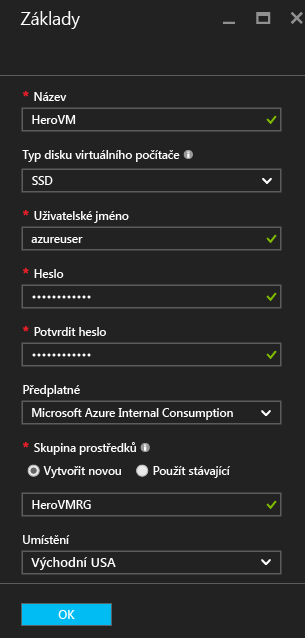 Základy
* Název
HeroVM
Typ disku virtuálního počítače
SSD
* Uživatelské jméno
azureuser
* Heslo
••••••••••••
* Potvrdit heslo
••••••••••••
Předplatné
Microsoft Azure Internal Consumption
* Skupina prostředků
Vytvořit novou Použít stávající
HeroVMRG
Umístění
Východní USA
OK